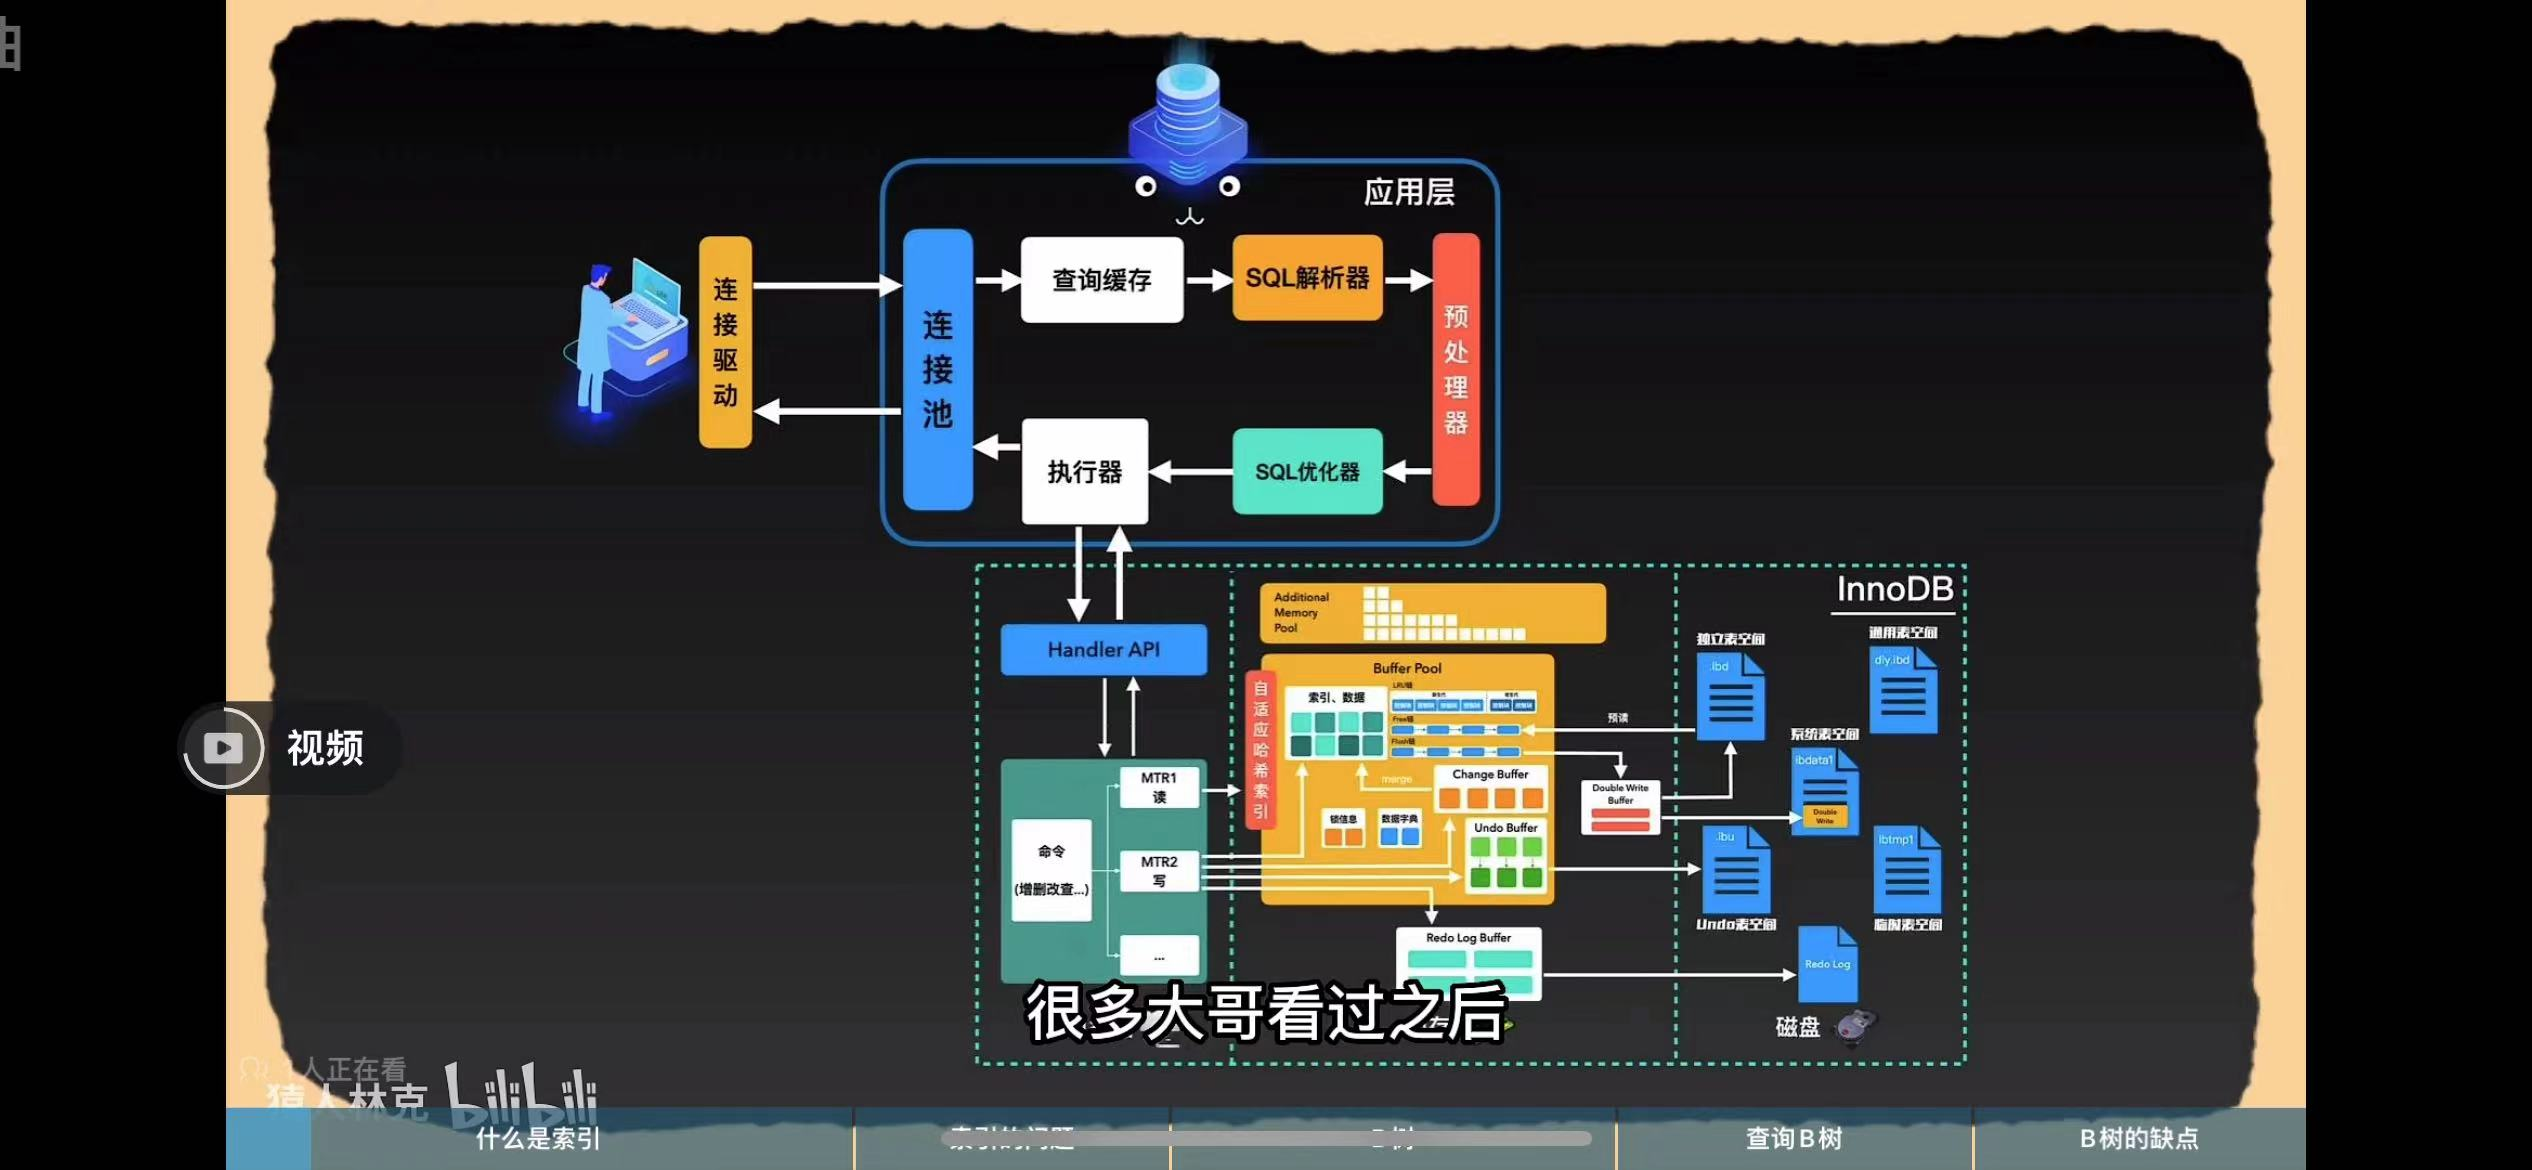 应用层
连接驱动
连接池
查询缓存
SQL解析器
预处理器
执行器
SQL优化器
InnoDB
Handler API
命令
(增删改查...)
MTR1
读
MTR2
写
...
Additional
Memory
Pool
Buffer Pool
自适应哈希索引
索引、数据
LRU链
Free链
Flush链
merge
Change Buffer
锁信息
数据字典
Undo Buffer
Redo Log Buffer
预读
Double Write
Buffer
独立表空间
.ibd
通用表空间
dly.ibd
系统表空间
ibdata1
Double
Write
.ibu
Undo表空间
ibtmp1
临时表空间
Redo Log
磁盘
视频
很多大哥看过之后
1人正在看
猿人林克
bilibili
什么是索引
索引的问题
B树
查询B树
B树的缺点